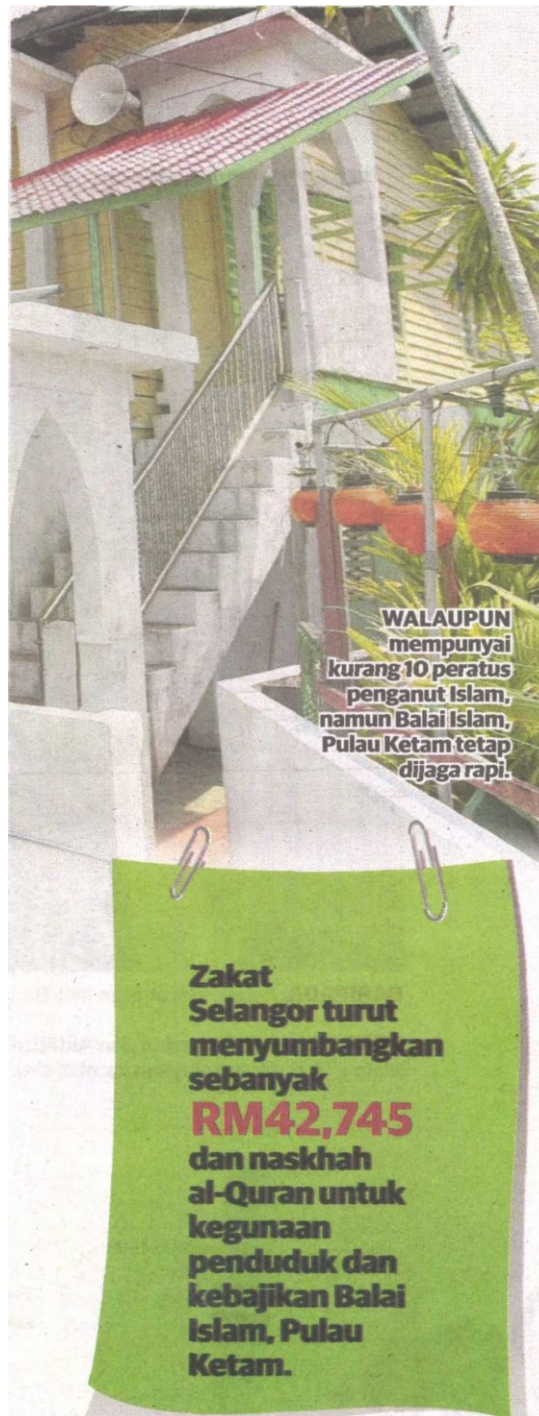 WALAUPUN
mempunyai
kurang 10 peratus
penganut Islam,
namun Balai Islam,
Pulau Ketam tetap
dijaga rapi.
Zakat
Selangor turut
menyumbangkan
sebanyak
RM42,745
dan naskhah
al-Quran untuk
kegunaan
penduduk dan
kebajikan Balai
Islam, Pulau
Ketam.